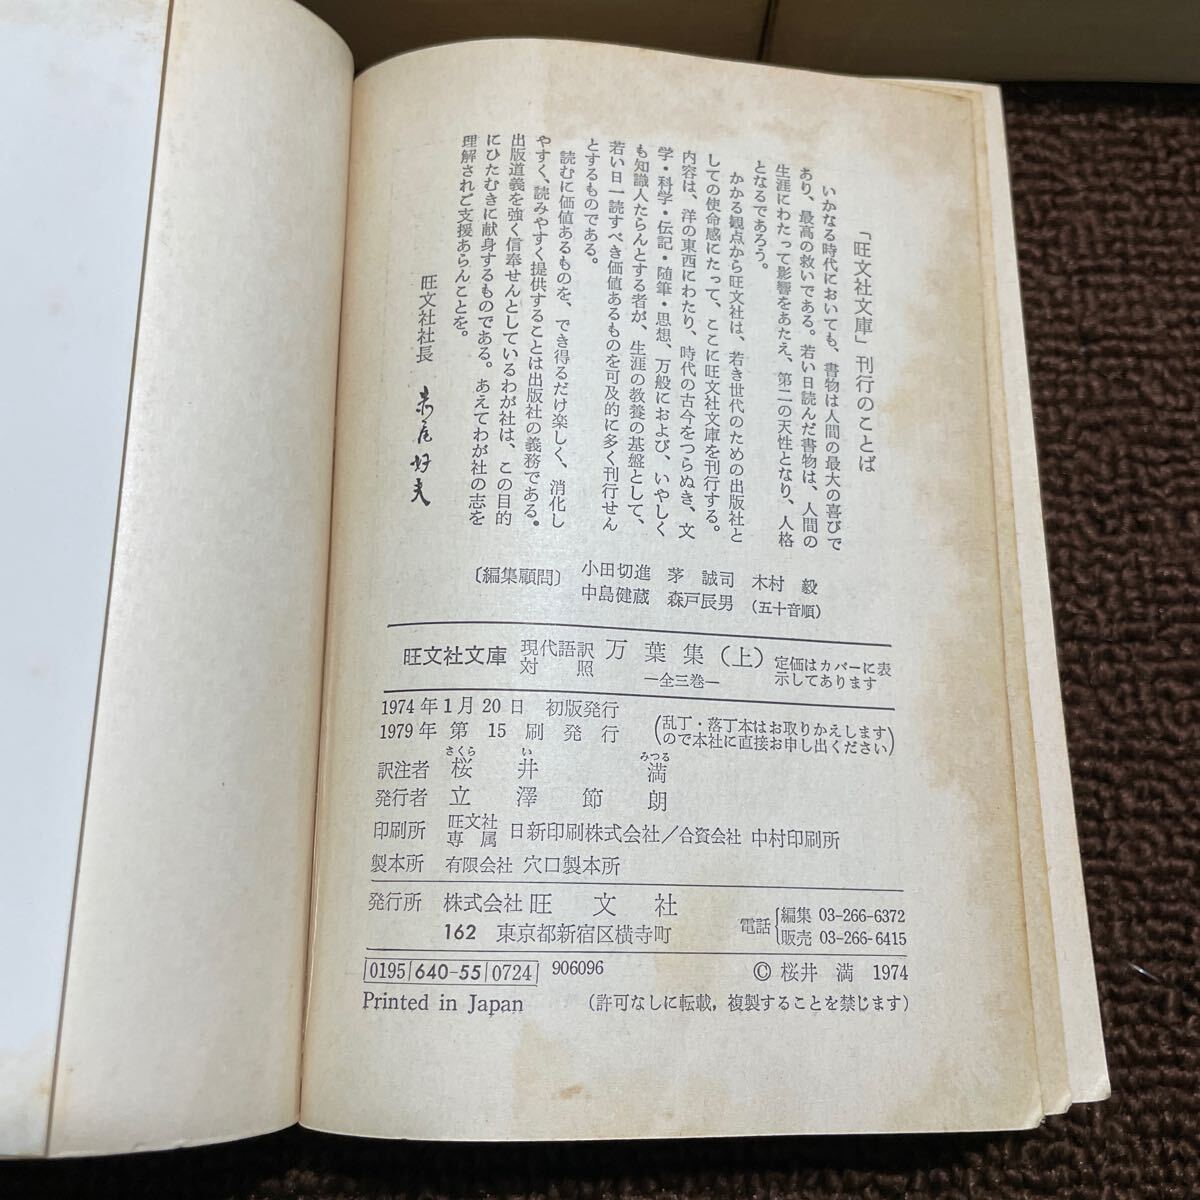 「旺文社文庫」刊行のことば
いかなる時代においても、書物は人間の最大の喜びで
あり、最高の救いである。若い日読んだ書物は、人間の
生涯にわたって影響をあたえ、第二の天性となり、人格
となるであろう。
かかる観点から旺文社は、若き世代のための出版社と
しての使命感にたって、ここに旺文社文庫を刊行する。
内容は、洋の東西にわたり、時代の古今をつらぬき、文
学・科学・伝記・随筆・思想、万般におよび、いやしく
も知識人たらんとする者が、生涯の教養の基盤として、
若い日一読すべき価値あるものを可及的に多く刊行せん
とするものである。
読むに価値あるものを、でき得るだけ楽しく、消化し
やすく、読みやすく提供することは出版社の義務である。
出版道義を強く信奉せんとしているわが社は、この目的
にひたむきに献身するものである。あえてわが社の志を
理解されご支援あらんことを。
旺文社社長 赤尾好夫
〔編集顧問〕 小田切進 茅 誠司 木村 毅
中島健蔵 森戸辰男 (五十音順)
旺文社文庫 現代語訳対照 万葉集(上) 定価はカバーに表
―全三巻― 示してあります
1974年1月20日 初版発行 (乱丁・落丁本はお取りかえします
1979年 第15刷発行 ので本社に直接お申し出ください)
さくら い みつる
訳注者 桜井 満
発行者 立澤節朗
印刷所 旺文社専属 日新印刷株式会社/合資会社 中村印刷所
製本所 有限会社 穴口製本所
発行所 株式会社 旺文社 電話 編集 03-266-6372
162 東京都新宿区横寺町 販売 03-266-6415
0195 640-55 0724 906096 © 桜井 満 1974
Printed in Japan (許可なしに転載,複製することを禁じます)